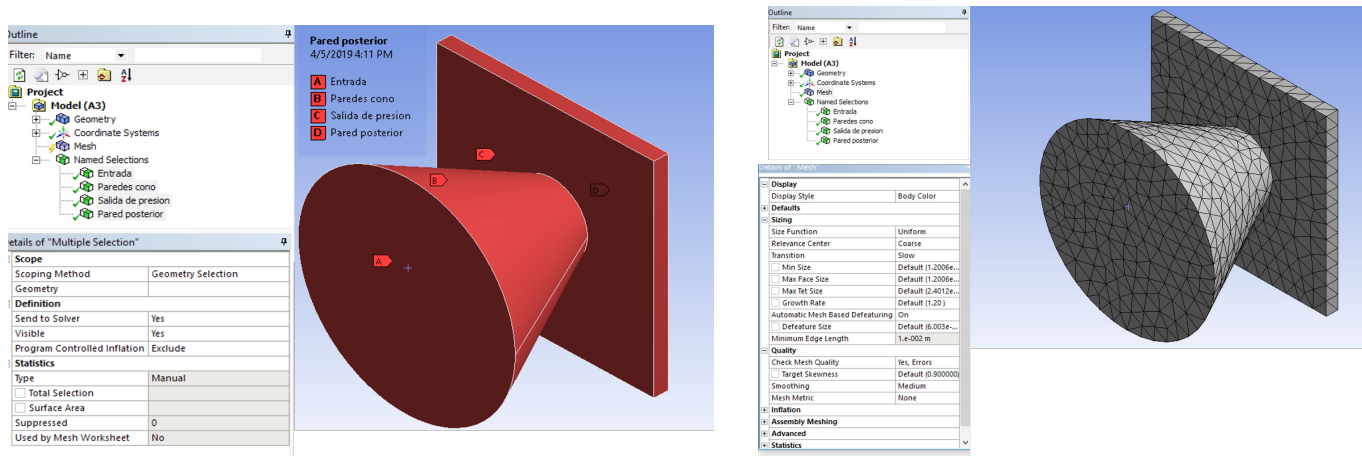 Outline
Filter: Name
Project
Model (A3)
Geometry
Coordinate Systems
Mesh
Named Selections
Entrada
Paredes cono
Salida de presion
Pared posterior
etails of "Multiple Selection"
Scope
Scoping Method Geometry Selection
Geometry
Definition
Send to Solver Yes
Visible Yes
Program Controlled Inflation Exclude
Statistics
Type Manual
Total Selection
Surface Area
Suppressed 0
Used by Mesh Worksheet No
Pared posterior
4/5/2019 4:11 PM
A Entrada
B Paredes cono
C Salida de presion
D Pared posterior
C
B
D
A
Outline
Filter: Name
Project
Model (A3)
Geometry
Coordinate Systems
Mesh
Named Selections
Entrada
Paredes cono
Salida de presion
Pared posterior
Details of "Mesh"
Display
Display Style Body Color
Defaults
Sizing
Size Function Uniform
Relevance Center Coarse
Transition Slow
Min Size Default (1.2006e...
Max Face Size Default (1.2006e...
Max Tet Size Default (2.4012e...
Growth Rate Default (1.20 )
Automatic Mesh Based Defeaturing On
Defeature Size Default (6.003e-...
Minimum Edge Length 1.e-002 m
Quality
Check Mesh Quality Yes, Errors
Target Skewness Default (0.900000)
Smoothing Medium
Mesh Metric None
Inflation
Assembly Meshing
Advanced
Statistics